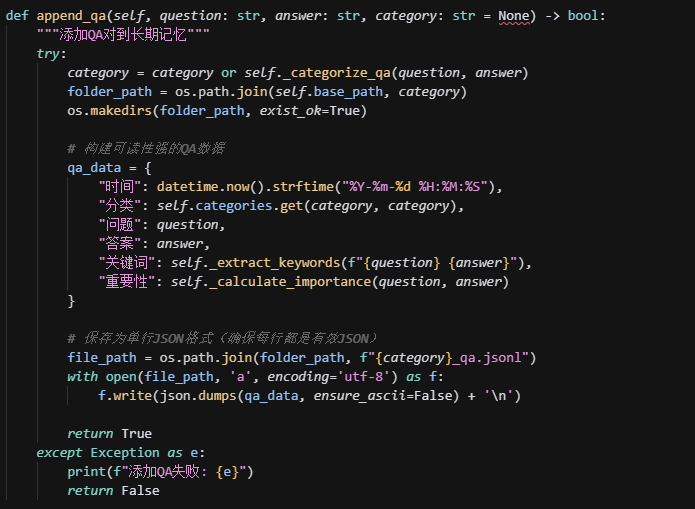 def append_qa(self, question: str, answer: str, category: str = None) -> bool:
    """添加QA对到长期记忆"""
    try:
        category = category or self._categorize_qa(question, answer)
        folder_path = os.path.join(self.base_path, category)
        os.makedirs(folder_path, exist_ok=True)

        # 构建可读性强的QA数据
        qa_data = {
            "时间": datetime.now().strftime("%Y-%m-%d %H:%M:%S"),
            "分类": self.categories.get(category, category),
            "问题": question,
            "答案": answer,
            "关键词": self._extract_keywords(f"{question} {answer}"),
            "重要性": self._calculate_importance(question, answer)
        }

        # 保存为单行JSON格式（确保每行都是有效JSON）
        file_path = os.path.join(folder_path, f"{category}_qa.jsonl")
        with open(file_path, 'a', encoding='utf-8') as f:
            f.write(json.dumps(qa_data, ensure_ascii=False) + '\n')

        return True
    except Exception as e:
        print(f"添加QA失败: {e}")
        return False